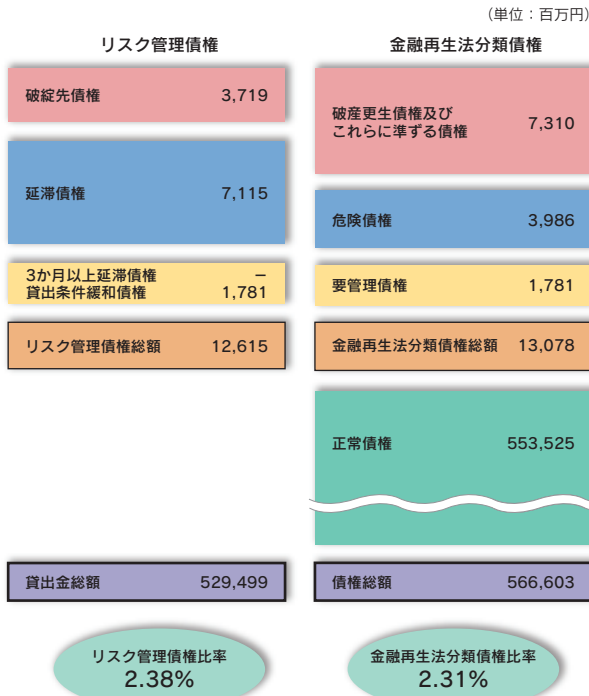 （単位：百万円）
リスク管理債権
破綻先債権 3,719
延滞債権 7,115
3か月以上延滞債権 －
貸出条件緩和債権 1,781
リスク管理債権総額 12,615
貸出金総額 529,499
リスク管理債権比率
2.38%
金融再生法分類債権
破産更生債権及び
これらに準ずる債権 7,310
危険債権 3,986
要管理債権 1,781
金融再生法分類債権総額 13,078
正常債権 553,525
債権総額 566,603
金融再生法分類債権比率
2.31%